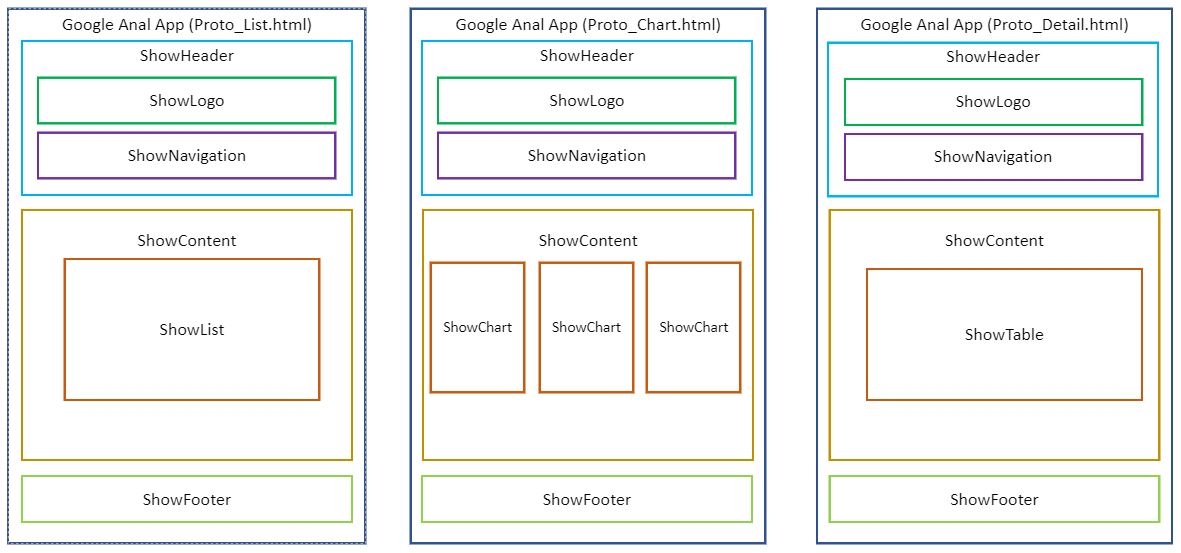 Google Anal App (Proto_List.html)
ShowHeader
ShowLogo
ShowNavigation
ShowContent
ShowList
ShowFooter
Google Anal App (Proto_Chart.html)
ShowHeader
ShowLogo
ShowNavigation
ShowContent
ShowChart
ShowChart
ShowChart
ShowFooter
Google Anal App (Proto_Detail.html)
ShowHeader
ShowLogo
ShowNavigation
ShowContent
ShowTable
ShowFooter